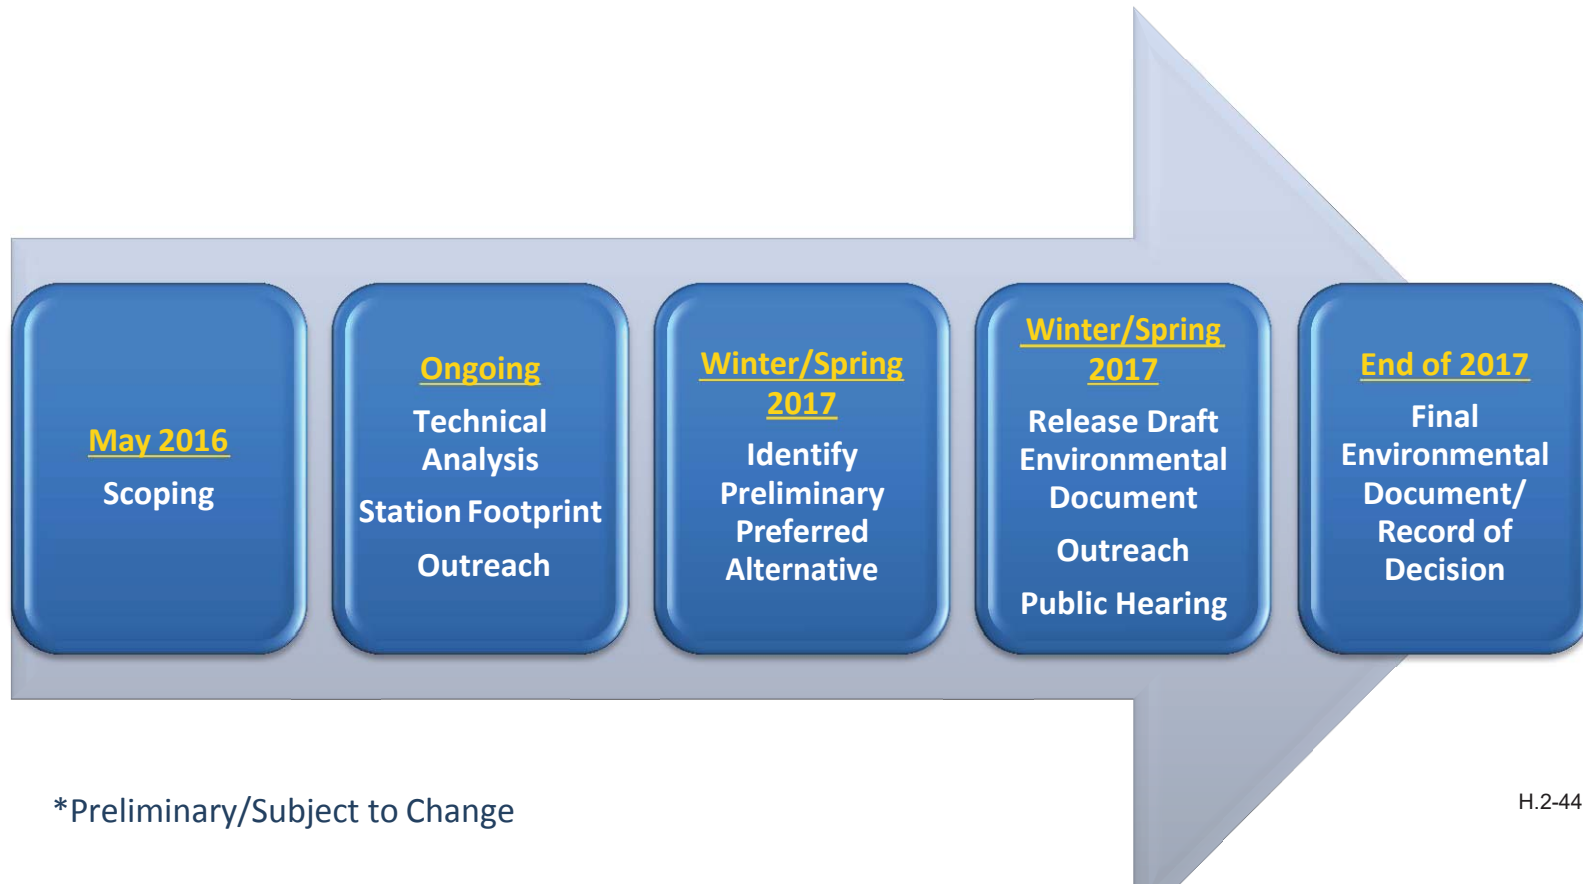 May 2016
Scoping
Ongoing
Technical
Analysis
Station Footprint
Outreach
Winter/Spring
2017
Identify
Preliminary
Preferred
Alternative
Winter/Spring
2017
Release Draft
Environmental
Document
Outreach
Public Hearing
End of 2017
Final
Environmental
Document/
Record of
Decision
*Preliminary/Subject to Change
H.2-44